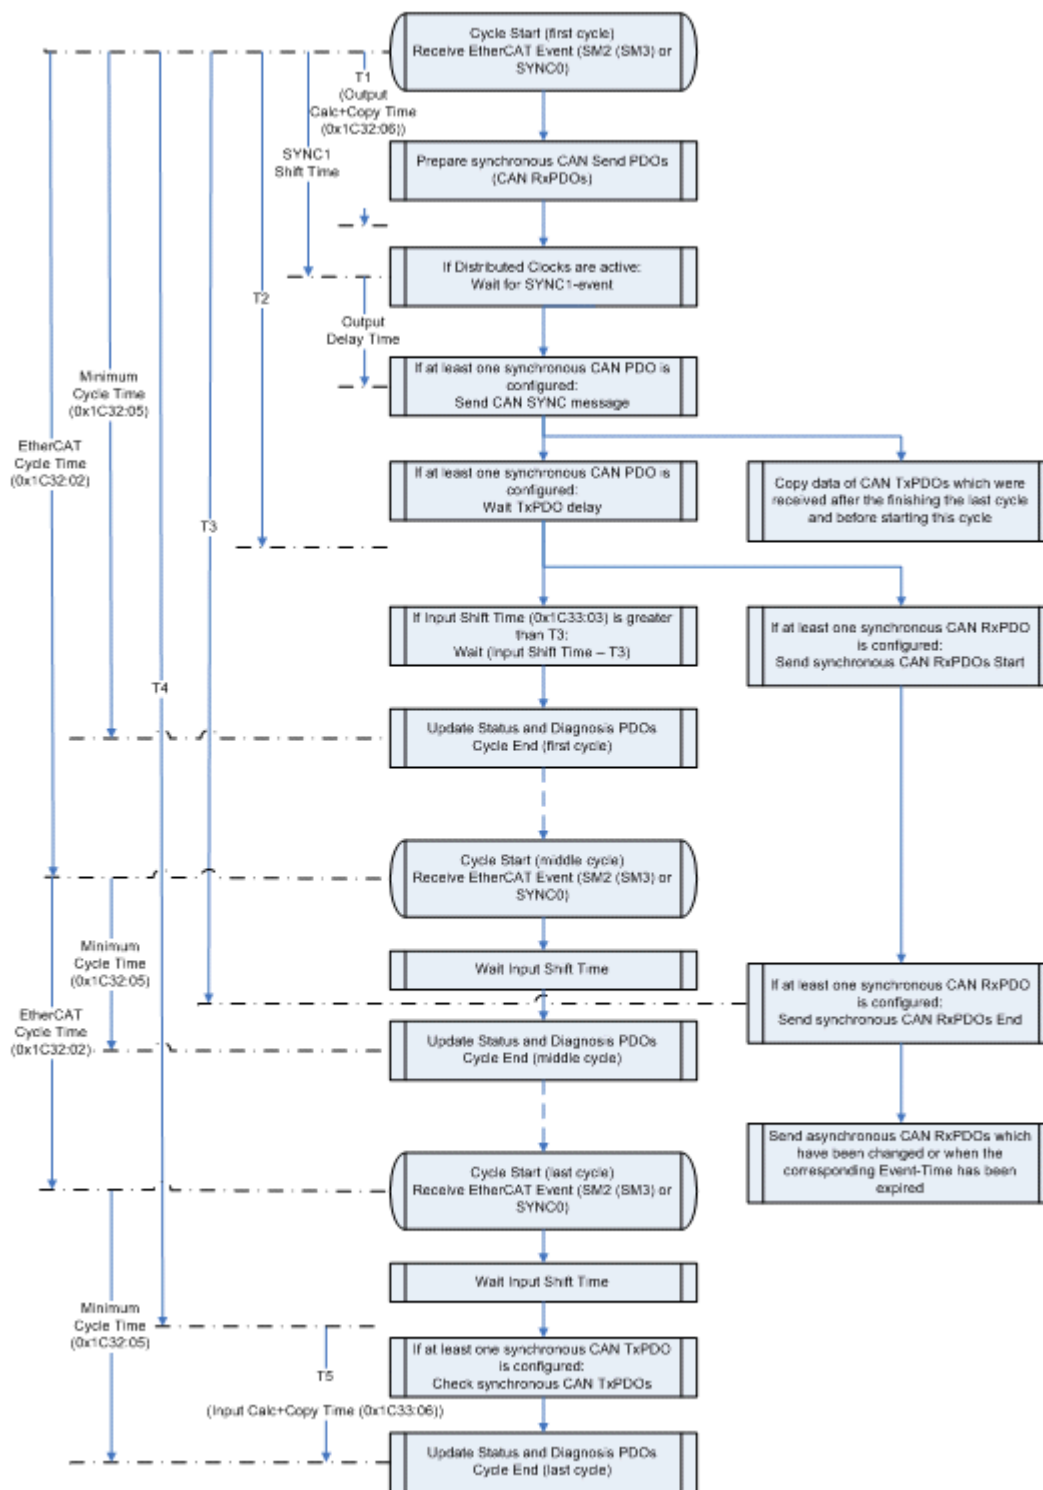 Cycle Start (first cycle)
Receive EtherCAT Event (SM2 (SM3) or
SYNC0)
T1
(Output
Calc+Copy Time
(0x1C32:06))
SYNC1
Shift Time
Prepare synchronous CAN Send PDOs
(CAN RxPDOs)
If Distributed Clocks are active:
Wait for SYNC1-event
T2
Output
Delay Time
If at least one synchronous CAN PDO is
configured:
Send CAN SYNC message
Minimum
Cycle Time
(0x1C32:05)
EtherCAT
Cycle Time
(0x1C32:02)
If at least one synchronous CAN PDO is
configured:
Wait TxPDO delay
Copy data of CAN TxPDOs which were
received after the finishing the last cycle
and before starting this cycle
T3
If Input Shift Time (0x1C33:03) is greater
than T3:
Wait (Input Shift Time – T3)
If at least one synchronous CAN RxPDO
is configured:
Send synchronous CAN RxPDOs Start
T4
Update Status and Diagnosis PDOs
Cycle End (first cycle)
Cycle Start (middle cycle)
Receive EtherCAT Event (SM2 (SM3) or
SYNC0)
Minimum
Cycle Time
(0x1C32:05)
Wait Input Shift Time
If at least one synchronous CAN RxPDO
is configured:
Send synchronous CAN RxPDOs End
EtherCAT
Cycle Time
(0x1C32:02)
Update Status and Diagnosis PDOs
Cycle End (middle cycle)
Send asynchronous CAN RxPDOs which
have been changed or when the
corresponding Event-Time has been
expired
Cycle Start (last cycle)
Receive EtherCAT Event (SM2 (SM3) or
SYNC0)
Wait Input Shift Time
Minimum
Cycle Time
(0x1C32:05)
If at least one synchronous CAN TxPDO
is configured:
Check synchronous CAN TxPDOs
T5
(Input Calc+Copy Time (0x1C33:06))
Update Status and Diagnosis PDOs
Cycle End (last cycle)